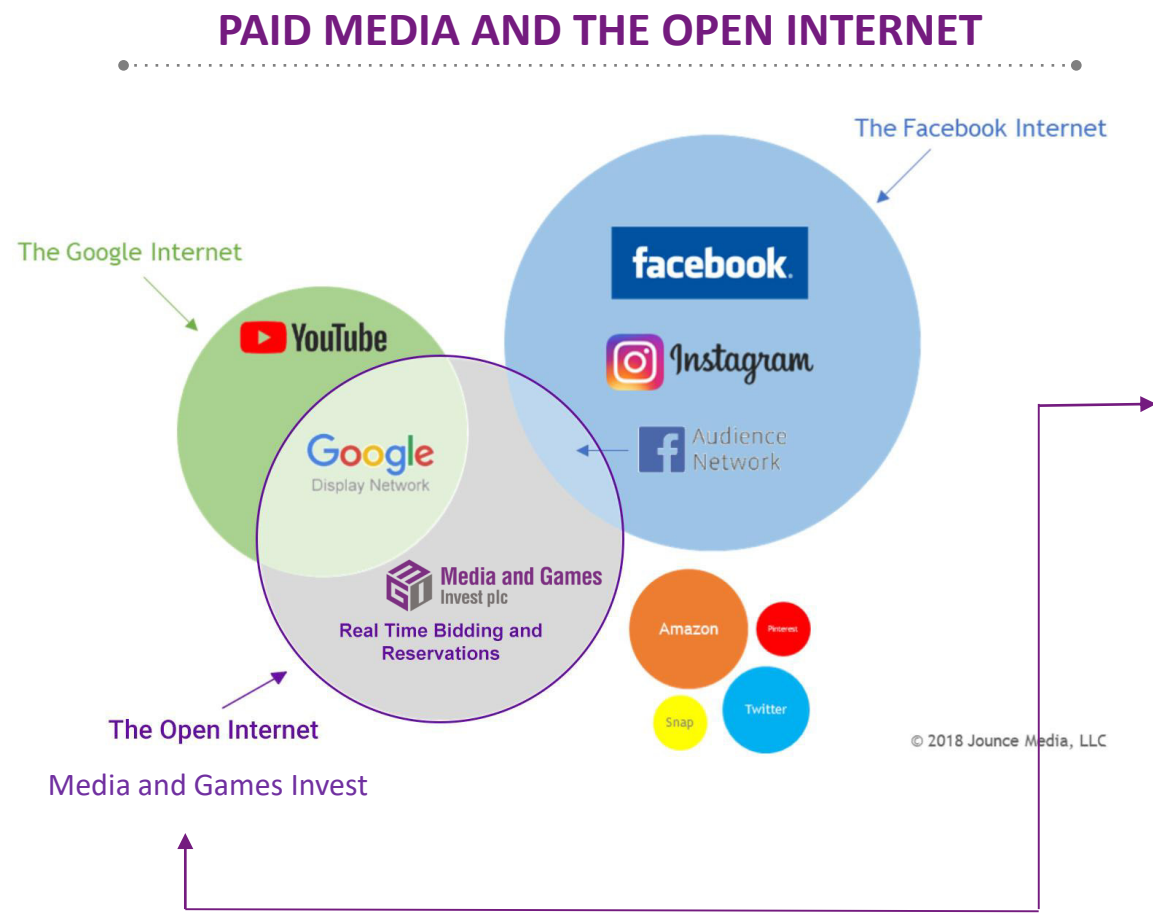 PAID MEDIA AND THE OPEN INTERNET
The Facebook Internet
The Google Internet
facebook.
YouTube
Instagram
Google
Display Network
Audience
Network
Media and Games
Invest plc
Real Time Bidding and
Reservations
Amazon
Pinterest
Snap
Twitter
The Open Internet
© 2018 Jounce Media, LLC
Media and Games Invest